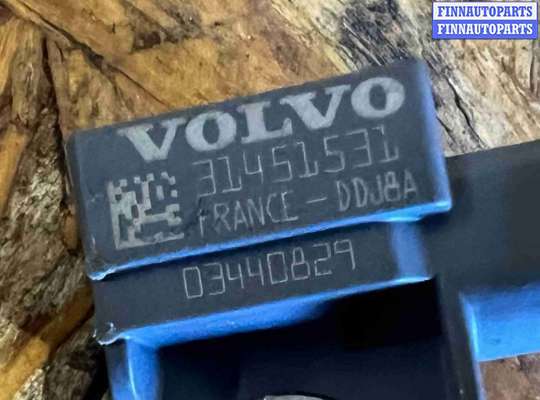 FINNAUTOPARTS
FINNAUTOPARTS
VOLVO
31451531
FRANCE - DDJ8A
03440829